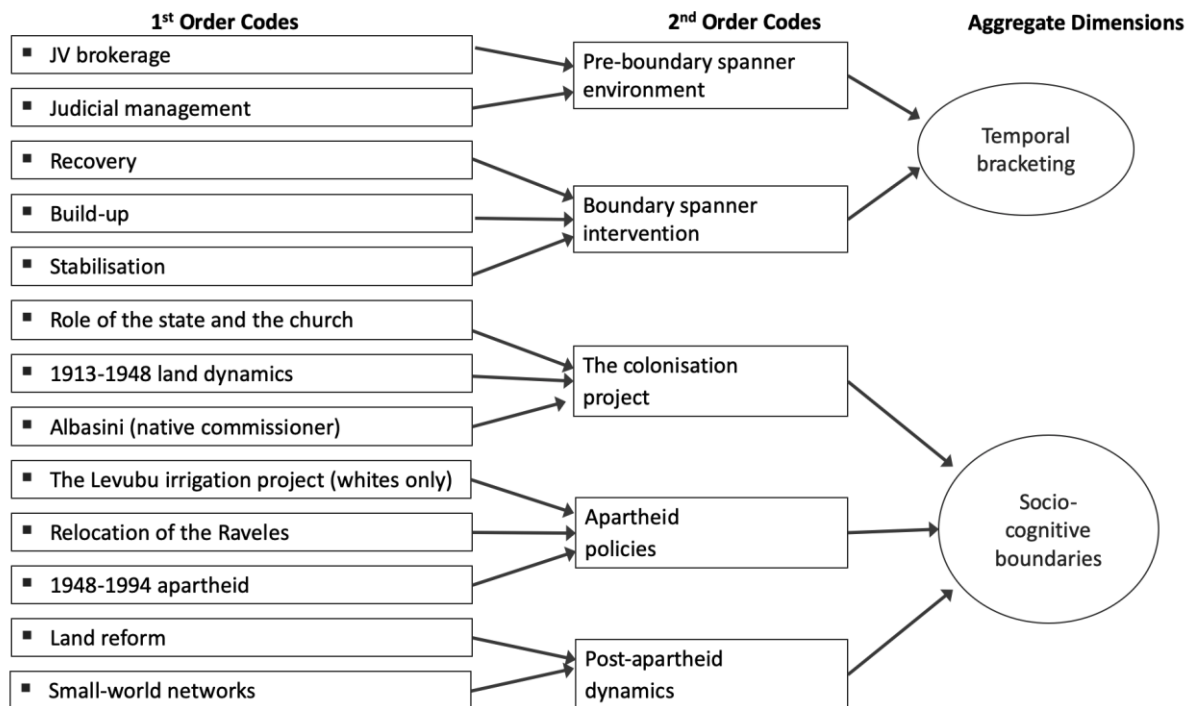 1st Order Codes
2nd Order Codes
Aggregate Dimensions
▪ JV brokerage
▪ Judicial management
▪ Recovery
▪ Build-up
▪ Stabilisation
▪ Role of the state and the church
▪ 1913-1948 land dynamics
▪ Albasini (native commissioner)
▪ The Levubu irrigation project (whites only)
▪ Relocation of the Raveles
▪ 1948-1994 apartheid
▪ Land reform
▪ Small-world networks
Pre-boundary spanner
environment
Boundary spanner
intervention
The colonisation
project
Apartheid
policies
Post-apartheid
dynamics
Temporal
bracketing
Socio-
cognitive
boundaries